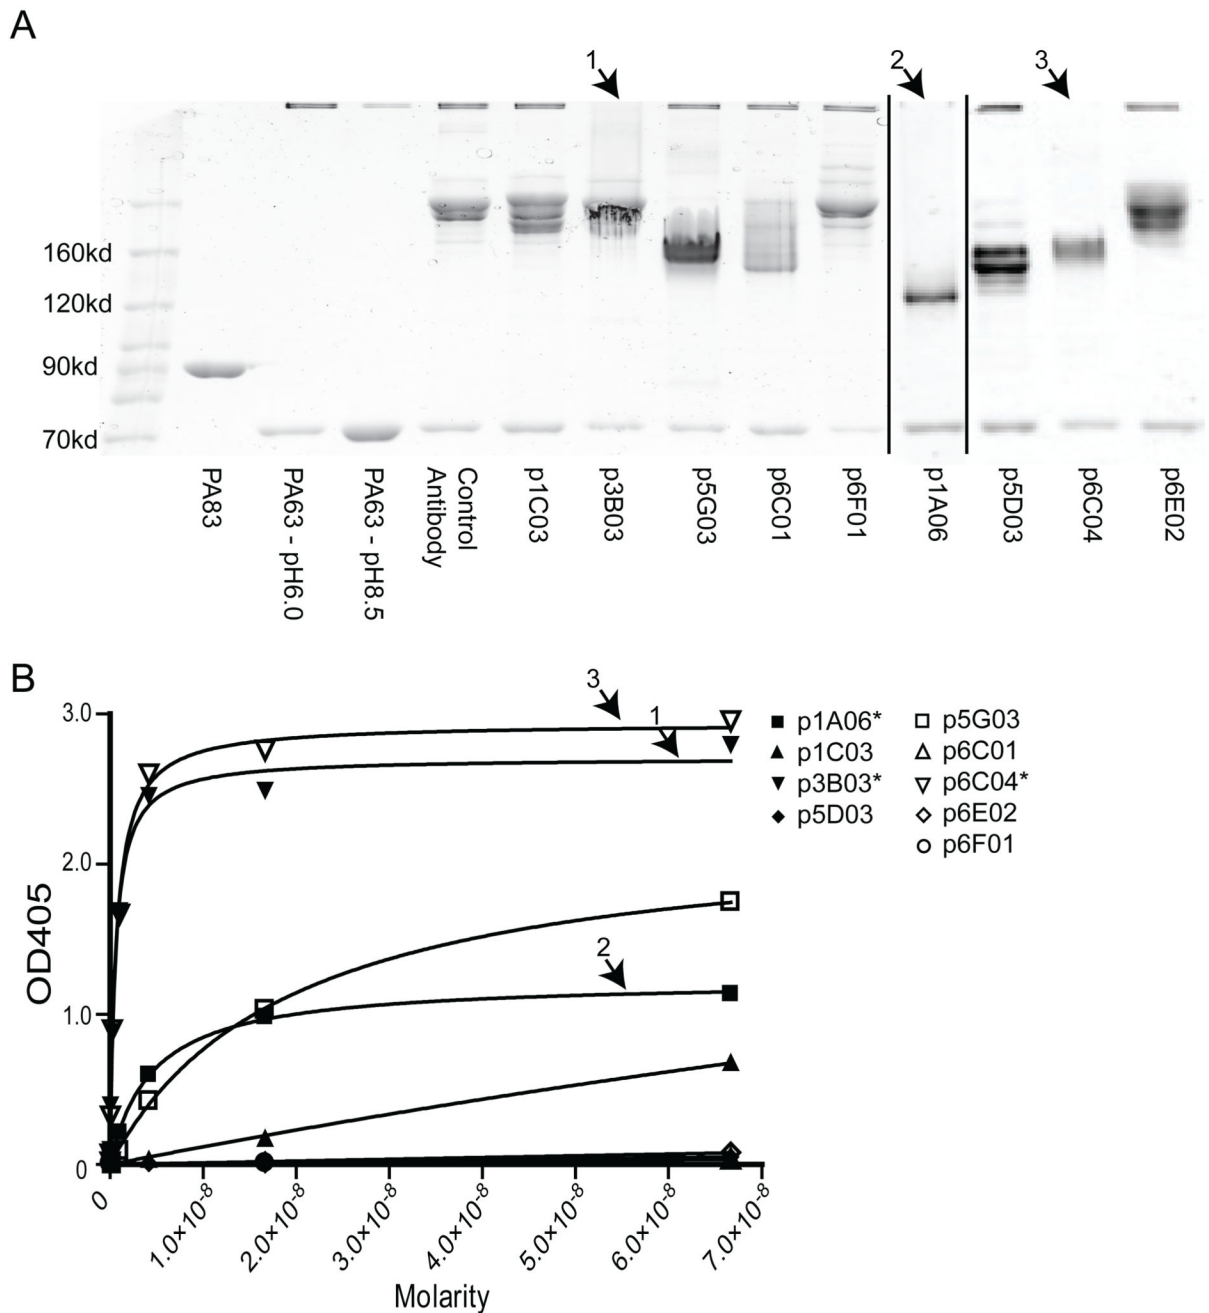 A
1
2
3
160kd
120kd
90kd
70kd
PA83
PA63 - pH6.0
PA63 - pH8.5
Control
Antibody
p1C03
p3B03
p5G03
p6C01
p6F01
p1A06
p5D03
p6C04
p6E02
B
3
1
2
3.0
2.0
1.0
0
OD405
0
1.0×10-8
2.0×10-8
3.0×10-8
4.0×10-8
5.0×10-8
6.0×10-8
7.0×10-8
Molarity
p1A06*
p1C03
p3B03*
p5D03
p5G03
p6C01
p6C04*
p6E02
p6F01